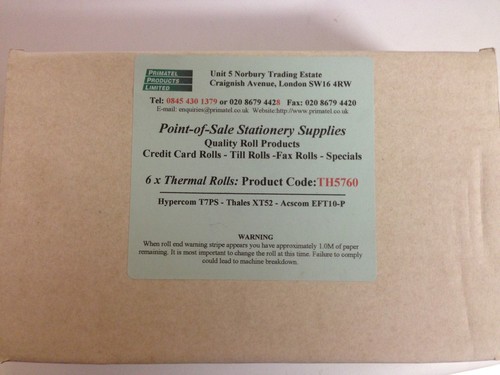 PRIMATEL
PRODUCTS
LIMITED
Unit 5 Norbury Trading Estate
Craignish Avenue, London SW16 4RW
Tel: 0845 430 1379 or 020 8679 4428 Fax: 020 8679 4420
E-mail: enquiries@primatel.co.uk Website:http://www.primatel.co.uk
Point-of-Sale Stationery Supplies
Quality Roll Products
Credit Card Rolls - Till Rolls -Fax Rolls - Specials
6 x Thermal Rolls: Product Code:TH5760
Hypercom T7PS - Thales XT52 - Ascom EFT10-P
WARNING
When roll end warning stripe appears you have approximately 1.0M of paper
remaining. It is most important to change the roll at this time. Failure to comply
could lead to machine breakdown.